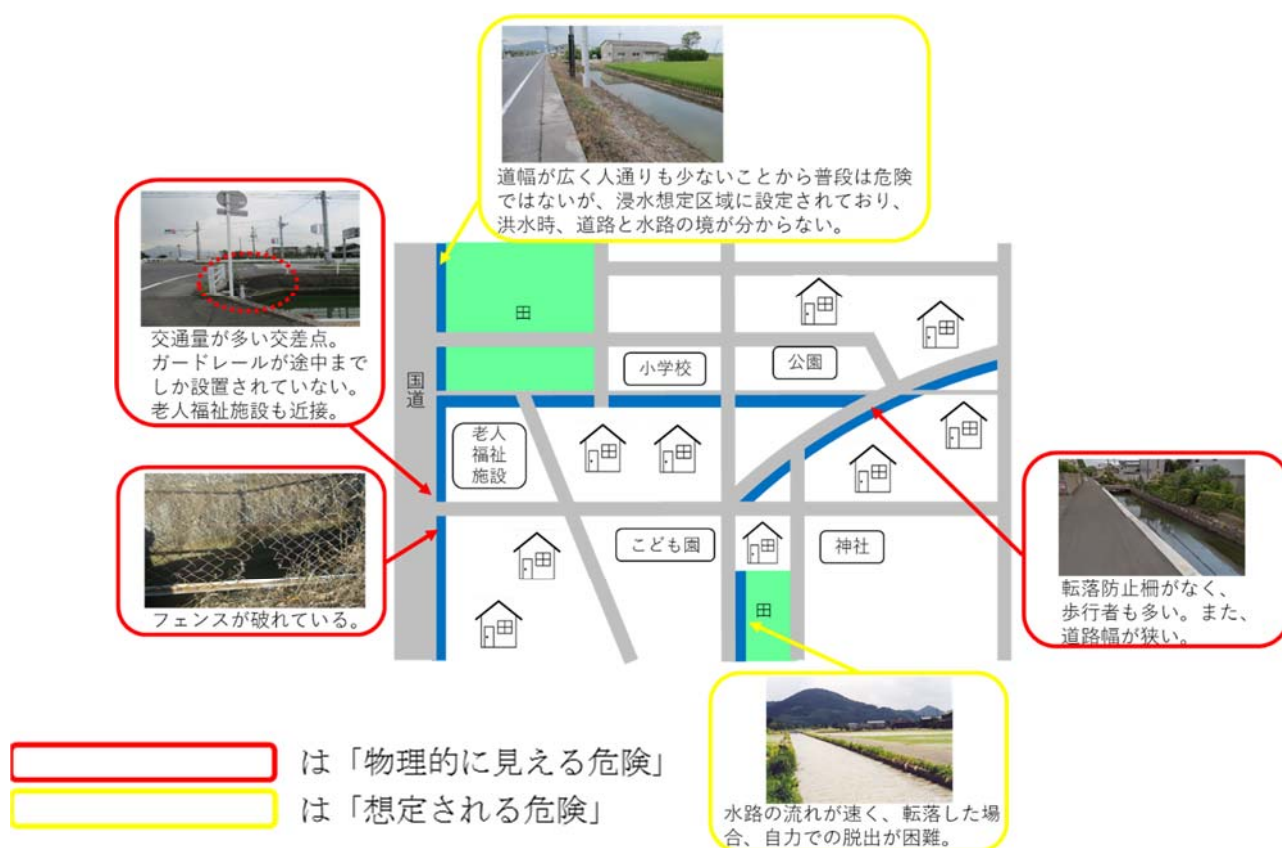 道幅が広く人通りも少ないことから普段は危険
ではないが、浸水想定区域に設定されており、
洪水時、道路と水路の境が分からない。
交通量が多い交差点。
ガードレールが途中まで
しか設置されていない。
老人福祉施設も近接。
フェンスが破れている。
国道
田
小学校
公園
老人
福祉
施設
こども園
神社
田
転落防止柵がなく、
歩行者も多い。また、
道路幅が狭い。
水路の流れが速く、転落した場
合、自力での脱出が困難。
は「物理的に見える危険」
は「想定される危険」